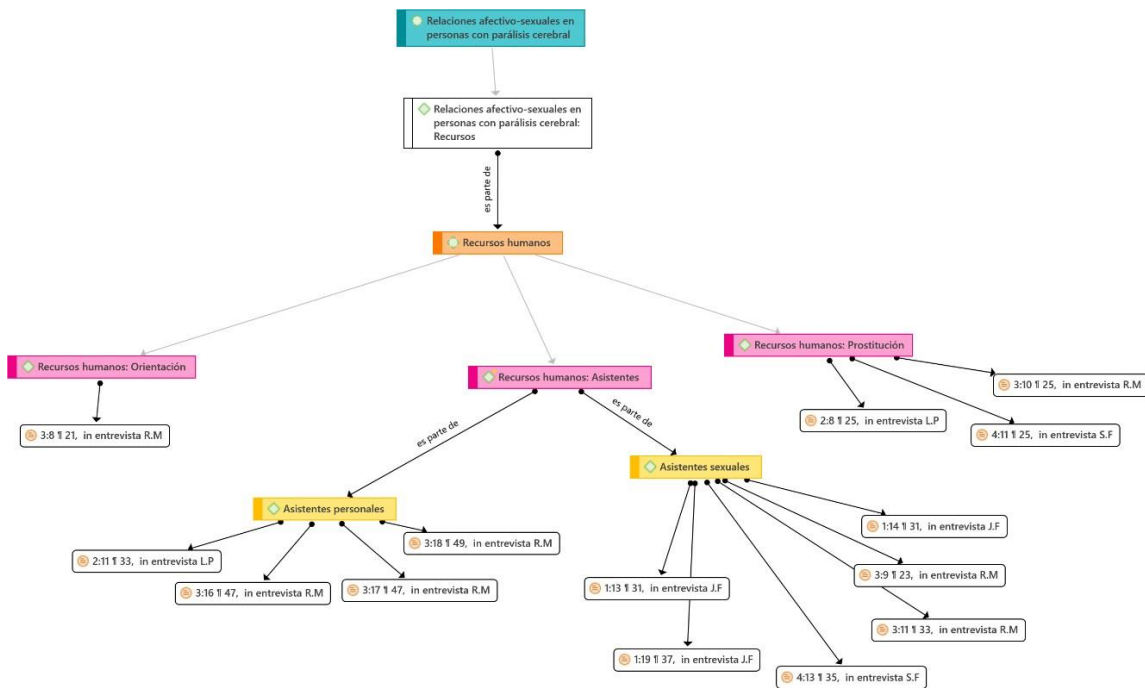 Relaciones afectivo-sexuales en
personas con parálisis cerebral
Relaciones afectivo-sexuales en
personas con parálisis cerebral:
Recursos
es parte de
Recursos humanos
Recursos humanos: Orientación
3:8 ¶ 21, in entrevista R.M
Recursos humanos: Asistentes
Recursos humanos: Prostitución
3:10 ¶ 25, in entrevista R.M
2:8 ¶ 25, in entrevista L.P
4:11 ¶ 25, in entrevista S.F
es parte de
es parte de
Asistentes personales
2:11 ¶ 33, in entrevista L.P
3:16 ¶ 47, in entrevista R.M
3:17 ¶ 47, in entrevista R.M
3:18 ¶ 49, in entrevista R.M
Asistentes sexuales
1:14 ¶ 31, in entrevista J.F
3:9 ¶ 23, in entrevista R.M
1:13 ¶ 31, in entrevista J.F
3:11 ¶ 33, in entrevista R.M
1:19 ¶ 37, in entrevista J.F
4:13 ¶ 35, in entrevista S.F